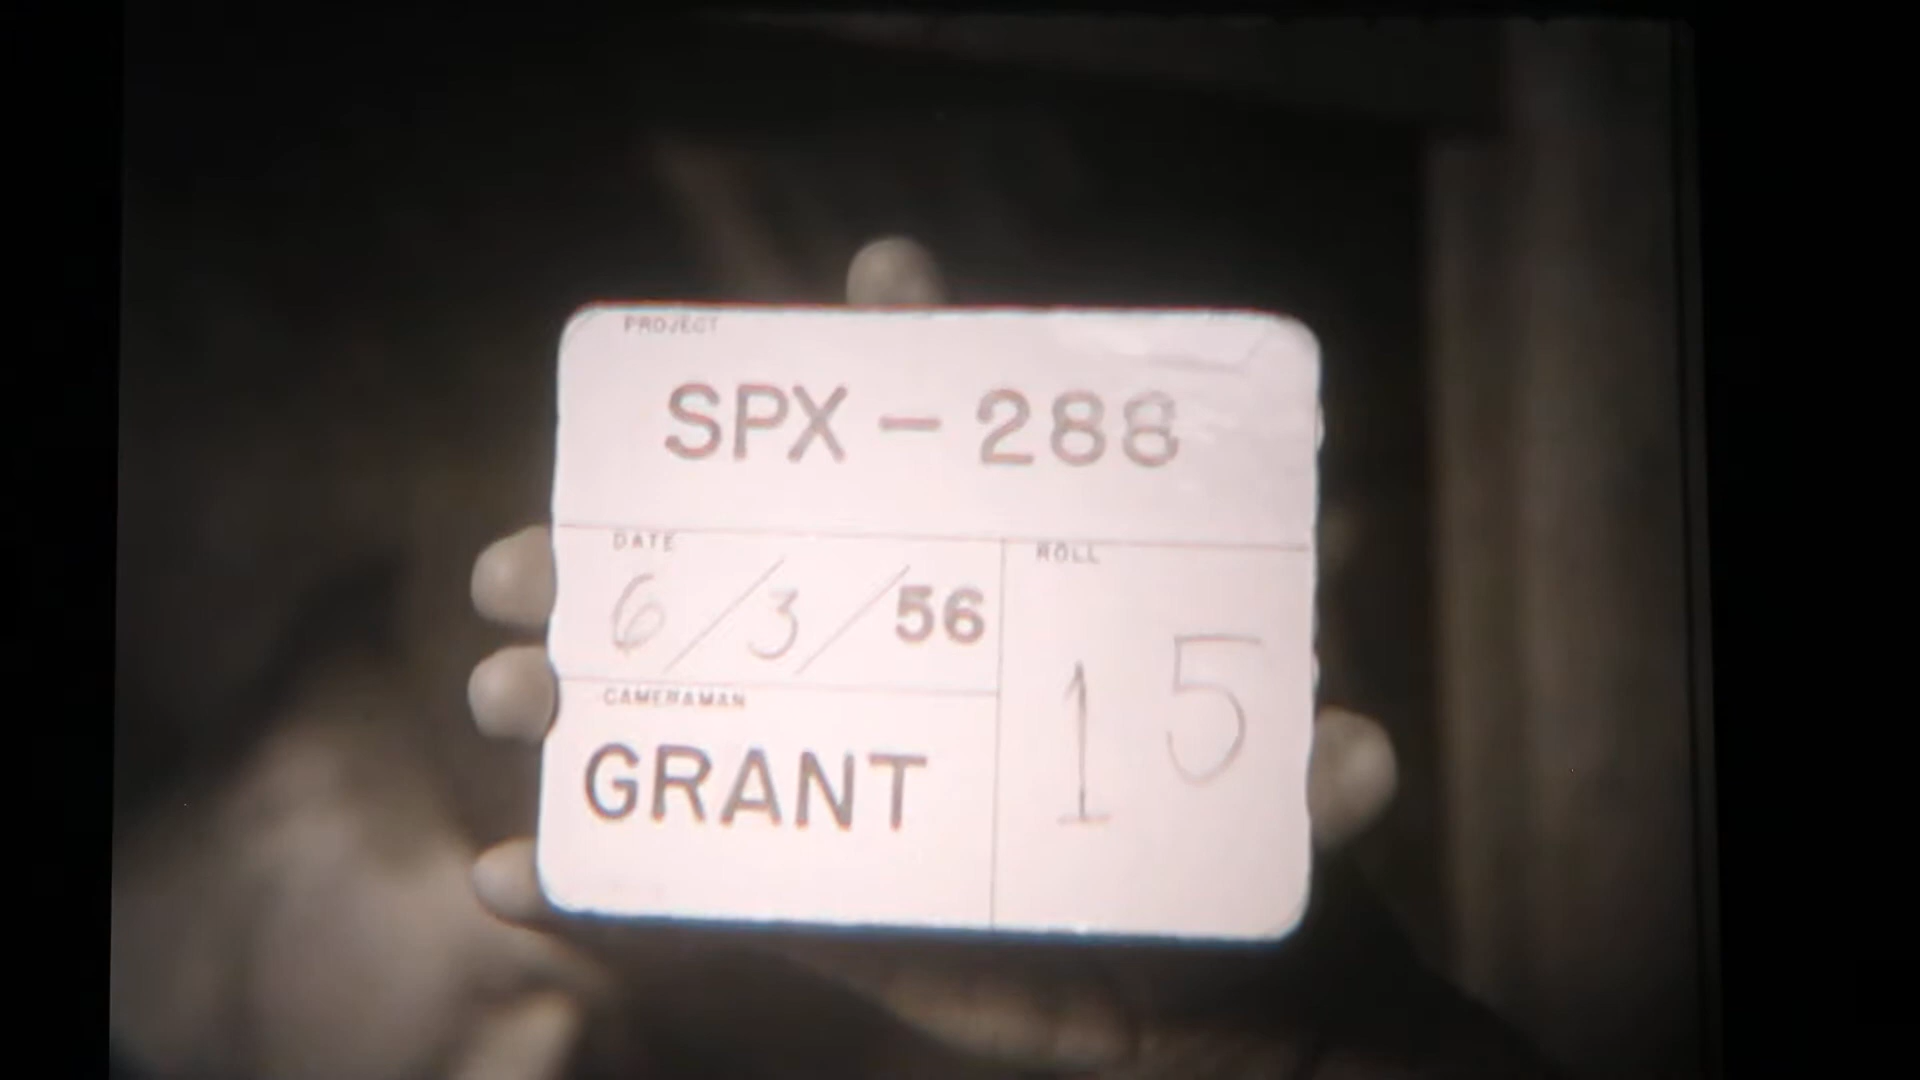 PROJECT
SPX - 288
DATE
6/3/56
ROLL
15
CAMERAMAN
GRANT